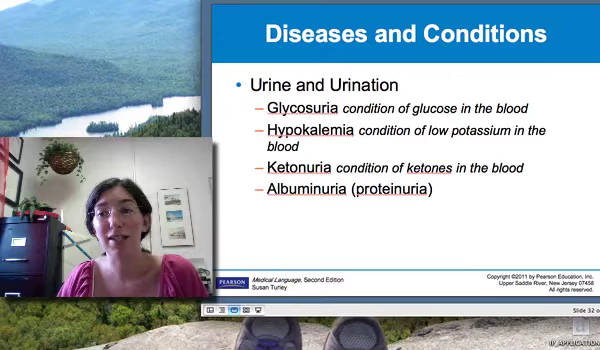 Diseases and Conditions
• Urine and Urination
– Glycosuria condition of glucose in the blood
– Hypokalemia condition of low potassium in the
blood
– Ketonuria condition of ketones in the blood
– Albuminuria (proteinuria)
PEARSON
Medical Language, Second Edition
Susan Turley
Copyright ©2011 by Pearson Education, Inc.
Upper Saddle River, New Jersey 07458
All rights reserved.
Slide 32 o
IP_APPLICATION